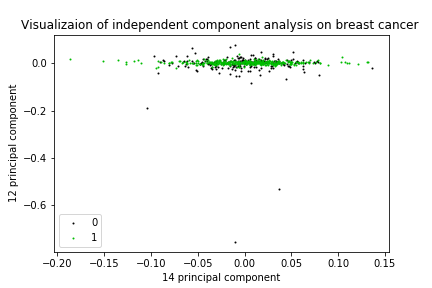 Visualizaion of independent component analysis on breast cancer
0.0
−0.2
−0.4
−0.6
12 principal component
0
1
−0.20 −0.15 −0.10 −0.05 0.00 0.05 0.10 0.15
14 principal component